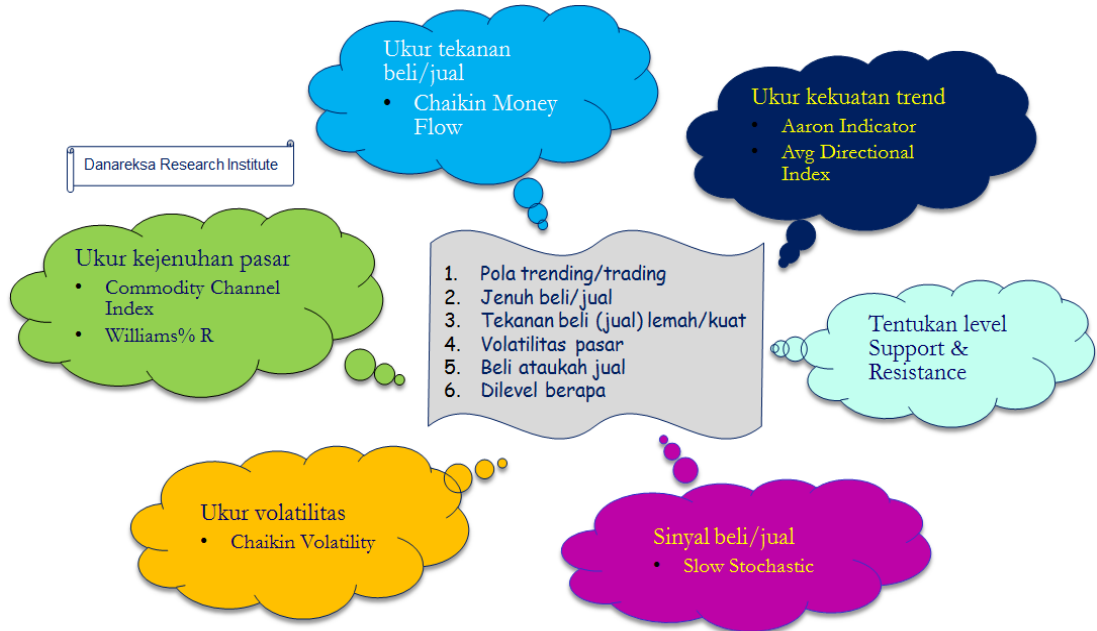 Ukur tekanan
beli/jual
• Chaikin Money
Flow
Ukur kekuatan trend
• Aaron Indicator
• Avg Directional
Index
Danareksa Research Institute
Ukur kejenuhan pasar
• Commodity Channel
Index
• Williams% R
1. Pola trending/trading
2. Jenuh beli/jual
3. Tekanan beli (jual) lemah/kuat
4. Volatilitas pasar
5. Beli ataukah jual
6. Dilevel berapa
Tentukan level
Support &
Resistance
Ukur volatilitas
• Chaikin Volatility
Sinyal beli/jual
• Slow Stochastic